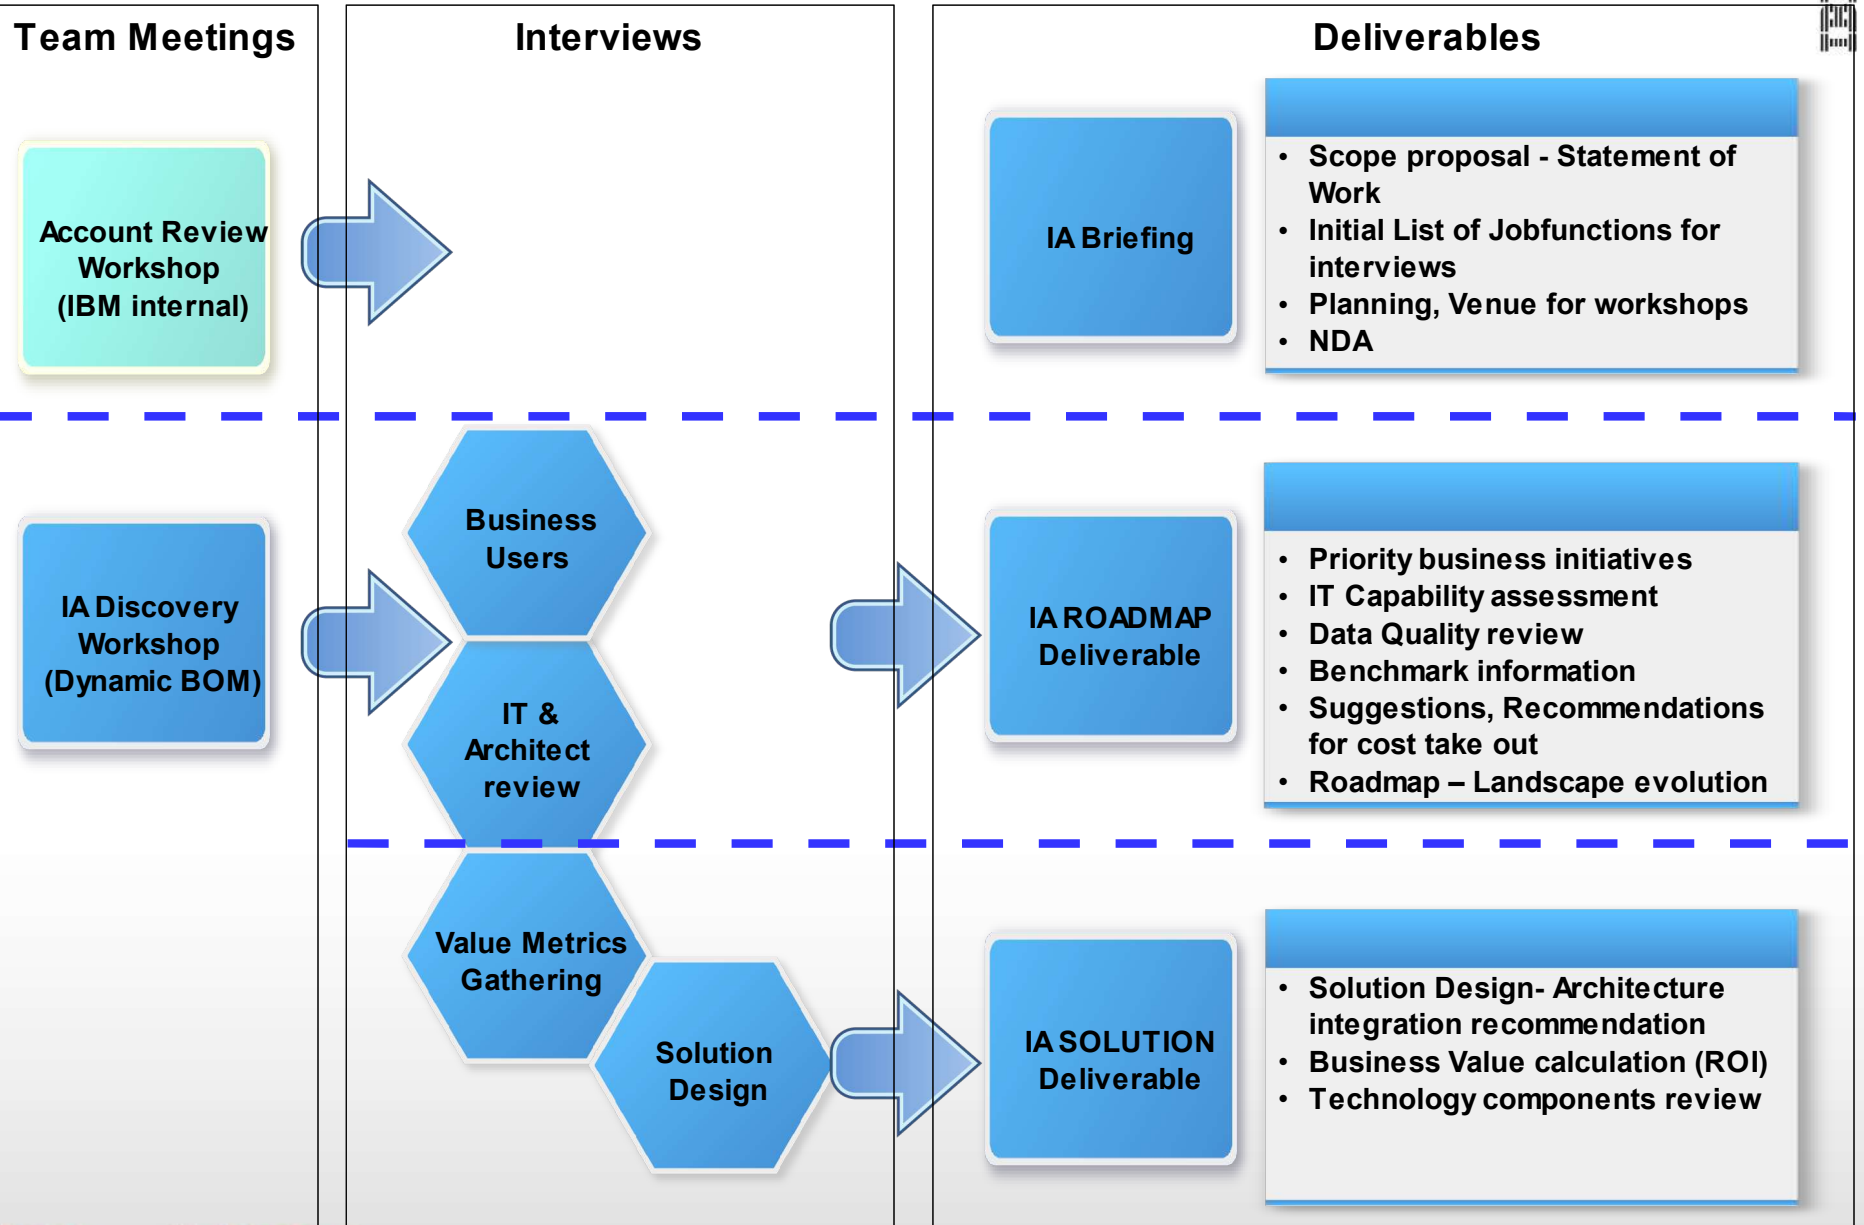 Team Meetings
Interviews
Deliverables
Account Review
Workshop
(IBM internal)
IA Briefing
• Scope proposal - Statement of
Work
• Initial List of Jobfunctions for
interviews
• Planning, Venue for workshops
• NDA
IA Discovery
Workshop
(Dynamic BOM)
Business
Users
IT &
Architect
review
IA ROADMAP
Deliverable
• Priority business initiatives
• IT Capability assessment
• Data Quality review
• Benchmark information
• Suggestions, Recommendations
for cost take out
• Roadmap – Landscape evolution
Value Metrics
Gathering
Solution
Design
IA SOLUTION
Deliverable
• Solution Design- Architecture
integration recommendation
• Business Value calculation (ROI)
• Technology components review